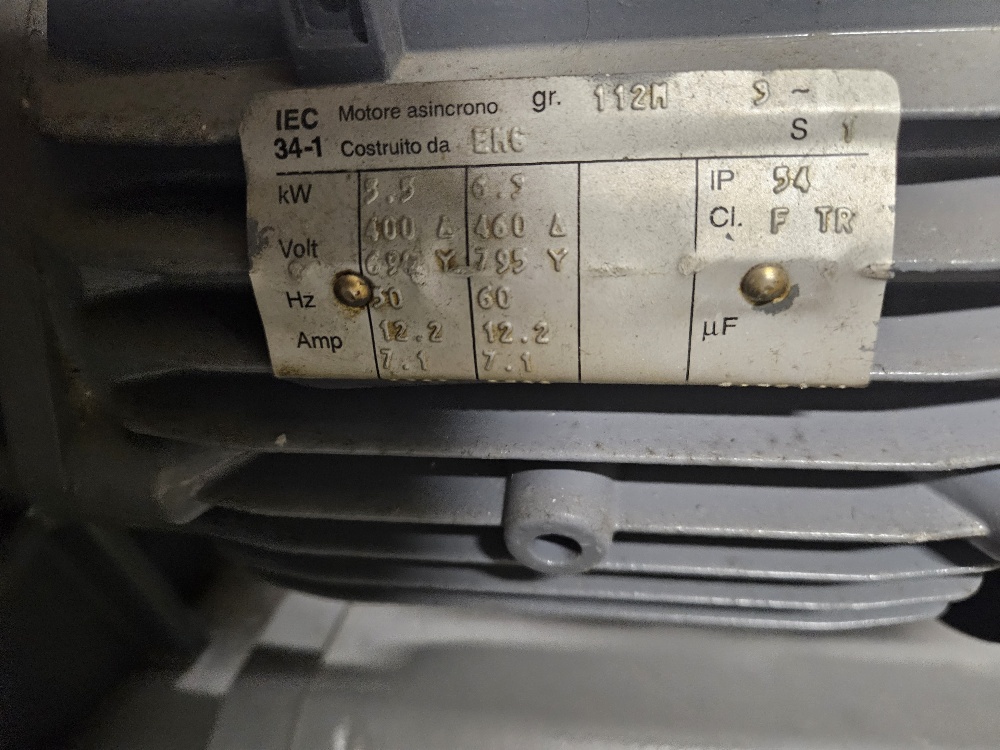 IEC Motore asincrono gr. 112M 3 ~
34-1 Costruito da EMG S 1
kW 5.5 6.5 IP 54
Volt 400 Δ 460 Δ Cl. F TR
Y 795 Y
Hz 50 60
Amp 12.2 12.2 µF
7.1 7.1